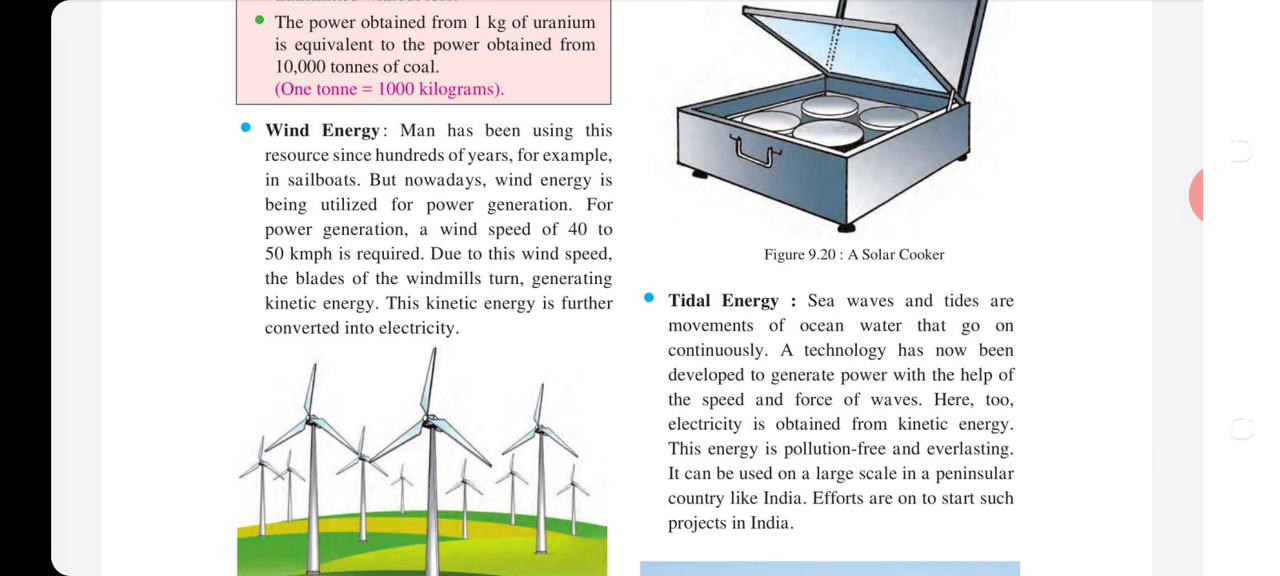 The power obtained from 1 kg of uranium
is equivalent to the power obtained from
10,000 tonnes of coal.
(One tonne = 1000 kilograms).
Wind Energy: Man has been using this
resource since hundreds of years, for example,
in sailboats. But nowadays, wind energy is
being utilized for power generation. For
power generation, a wind speed of 40 to
50 kmph is required. Due to this wind speed,
the blades of the windmills turn, generating
kinetic energy. This kinetic energy is further
converted into electricity.
Figure 9.20 : A Solar Cooker
Tidal Energy : Sea waves and tides are
movements of ocean water that go on
continuously. A technology has now been
developed to generate power with the help of
the speed and force of waves. Here, too,
electricity is obtained from kinetic energy.
This energy is pollution-free and everlasting.
It can be used on a large scale in a peninsular
country like India. Efforts are on to start such
projects in India.